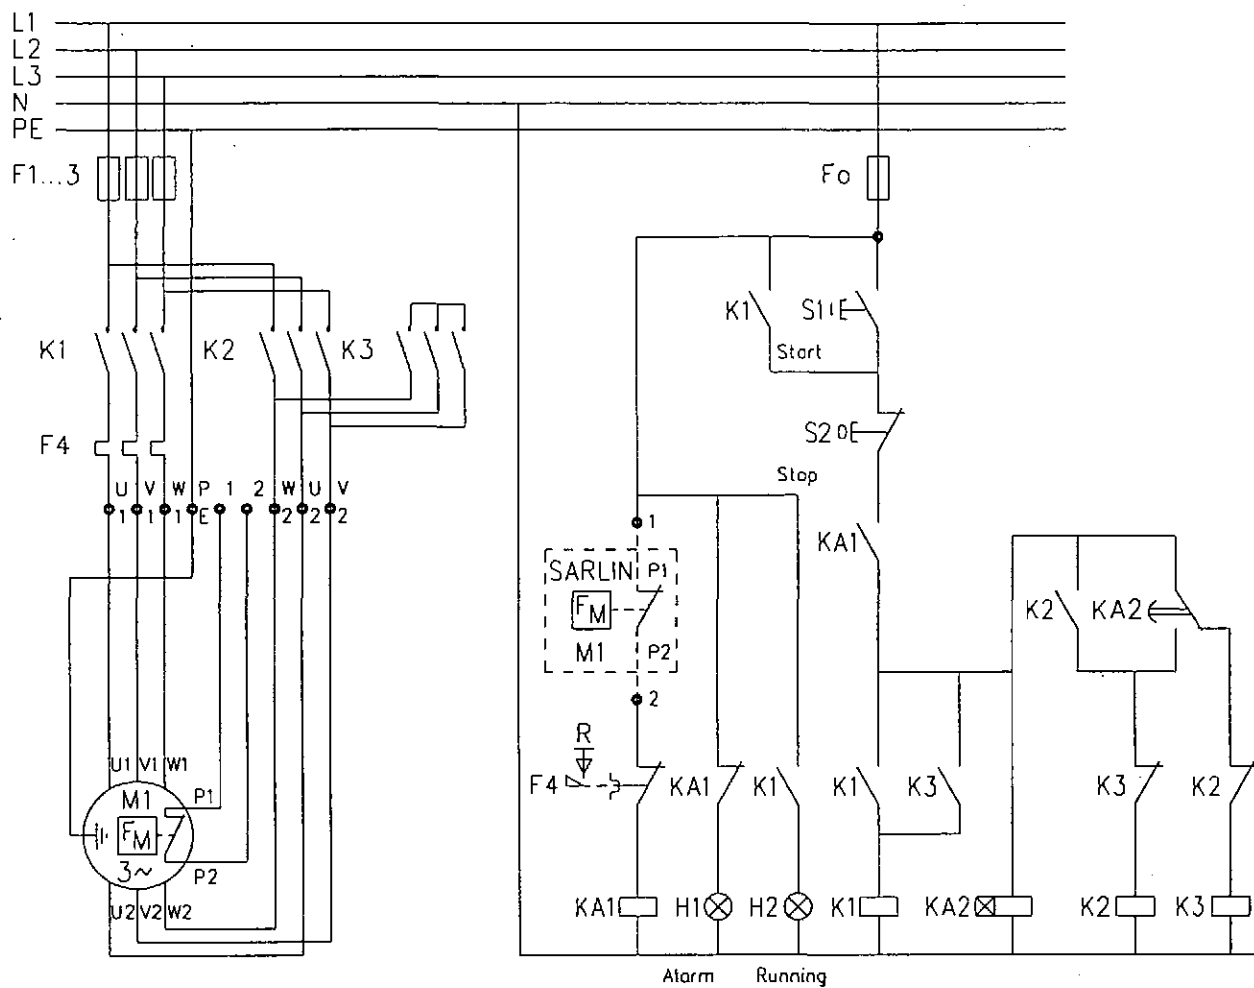 L1
L2
L3
N
PE
F1...3
Fo
K1
K2
K3
K1
S1 I E
Start
F4
S2 O E
Stop
U V W P 1 2 W U V
1 1 1 E 2 2 2
1
KA1
SARLIN P1
FM
M1 P2
K2
KA2
2
R
U1 V1 W1
F4
KA1
K1
K1
K3
K3
K2
M1
P1
FM
3~
P2
U2 V2 W2
KA1
H1
H2
K1
KA2
K2
K3
Alarm
Running